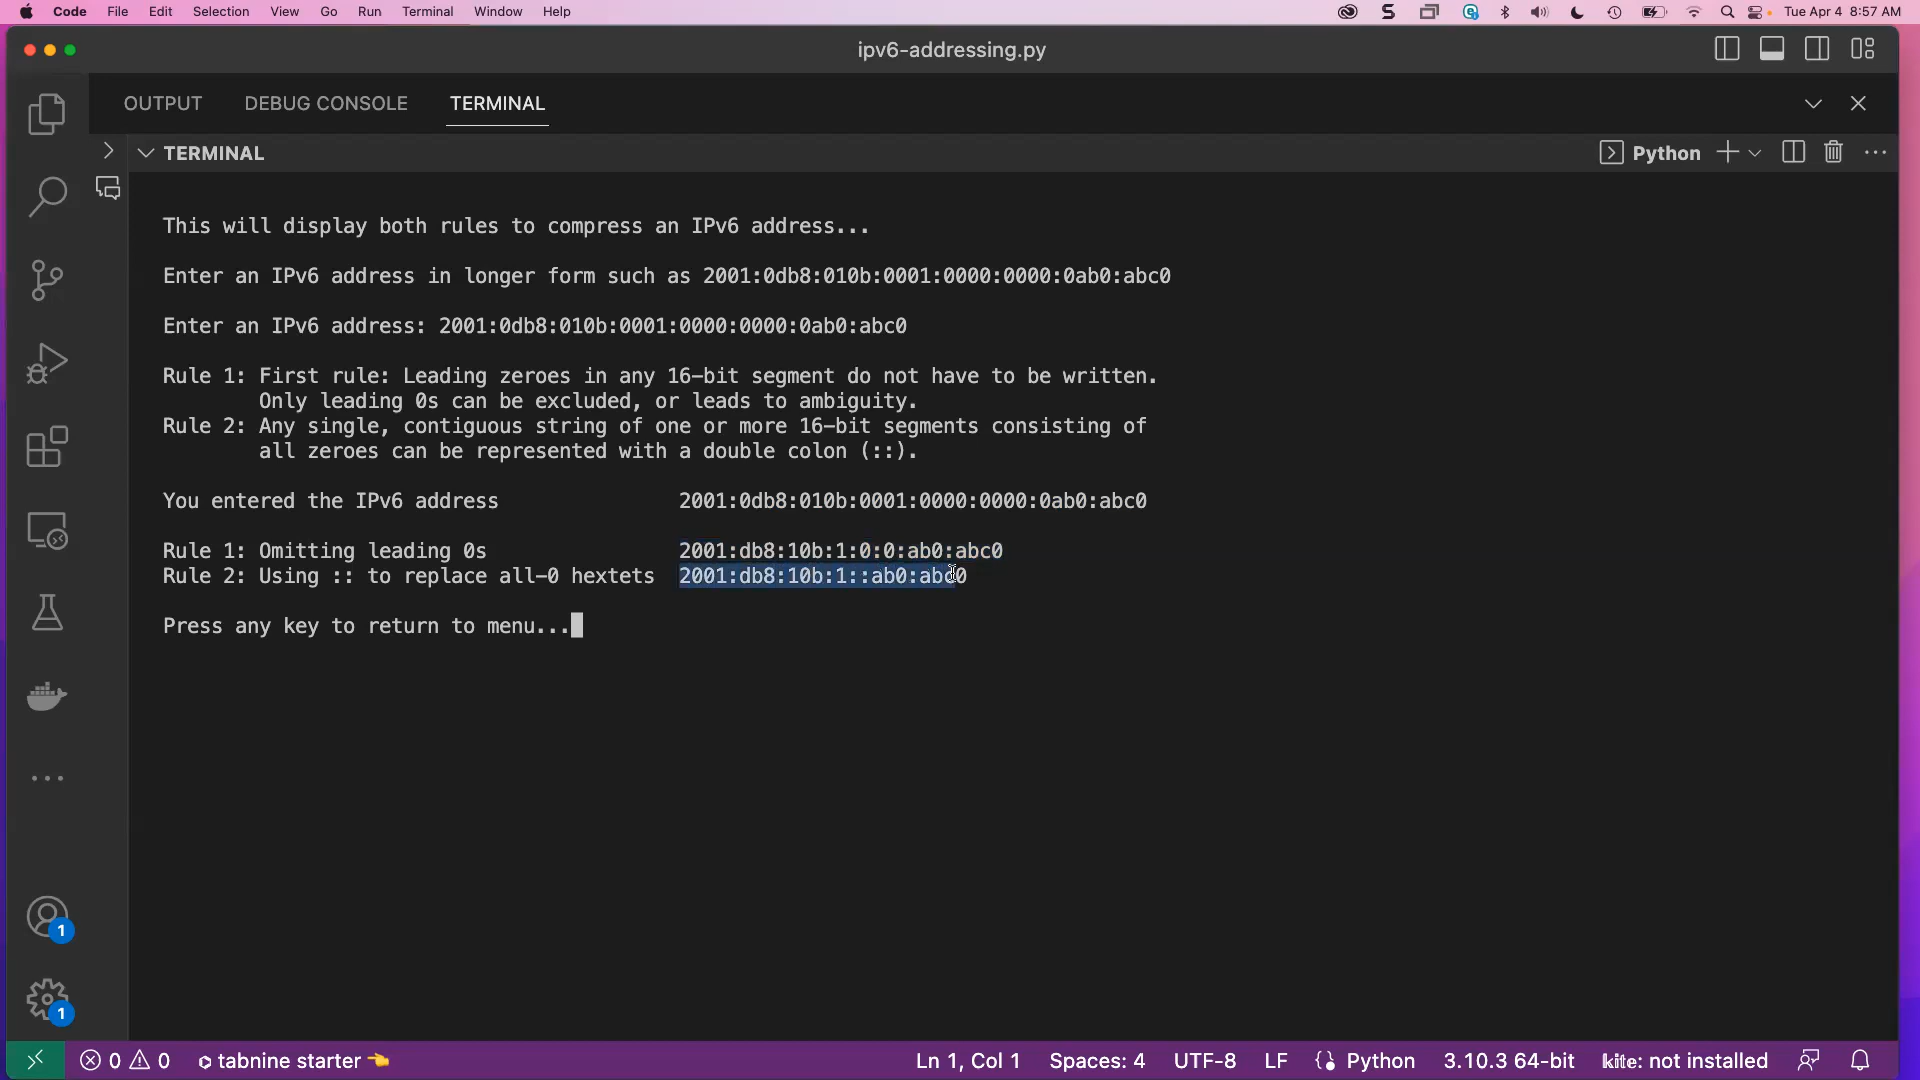 Code File Edit Selection View Go Run Terminal Window Help Tue Apr 4 8:57 AM
ipv6-addressing.py
OUTPUT DEBUG CONSOLE TERMINAL
TERMINAL Python
This will display both rules to compress an IPv6 address...
Enter an IPv6 address in longer form such as 2001:0db8:010b:0001:0000:0000:0ab0:abc0
Enter an IPv6 address: 2001:0db8:010b:0001:0000:0000:0ab0:abc0
Rule 1: First rule: Leading zeroes in any 16-bit segment do not have to be written.
Only leading 0s can be excluded, or leads to ambiguity.
Rule 2: Any single, contiguous string of one or more 16-bit segments consisting of
all zeroes can be represented with a double colon (::).
You entered the IPv6 address 2001:0db8:010b:0001:0000:0000:0ab0:abc0
Rule 1: Omitting leading 0s 2001:db8:10b:1:0:0:ab0:abc0
Rule 2: Using :: to replace all-0 hextets 2001:db8:10b:1::ab0:abc0
Press any key to return to menu...
1
1
0 0 tabnine starter Ln 1, Col 1 Spaces: 4 UTF-8 LF Python 3.10.3 64-bit kite: not installed